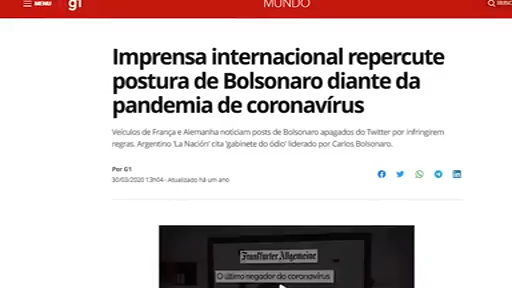 MENU g1 MUNDO
Imprensa internacional repercute
postura de Bolsonaro diante da
pandemia de coronavírus
Veículos de França e Alemanha noticiam posts de Bolsonaro apagados do Twitter por infringirem
regras. Argentino 'La Nación' cita 'gabinete do ódio' liderado por Carlos Bolsonaro.
Por G1
30/03/2020 13h04 · Atualizado há um ano
Frankfurter Allgemeine
O último negador do coronavírus